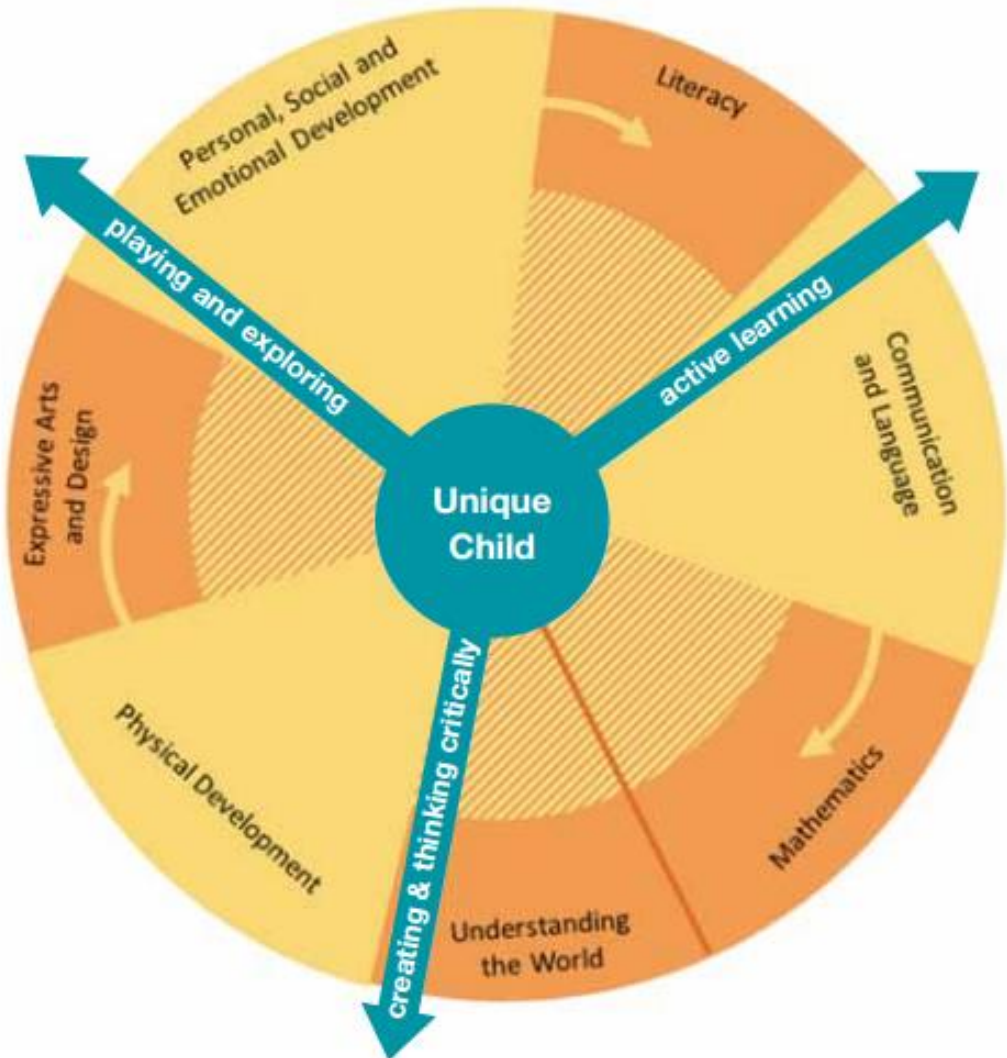 Personal, Social and
Emotional Development
Literacy
playing and exploring
active learning
Communication
and Language
Expressive Arts
and Design
Unique
Child
Physical Development
creating & thinking critically
Mathematics
Understanding
the World